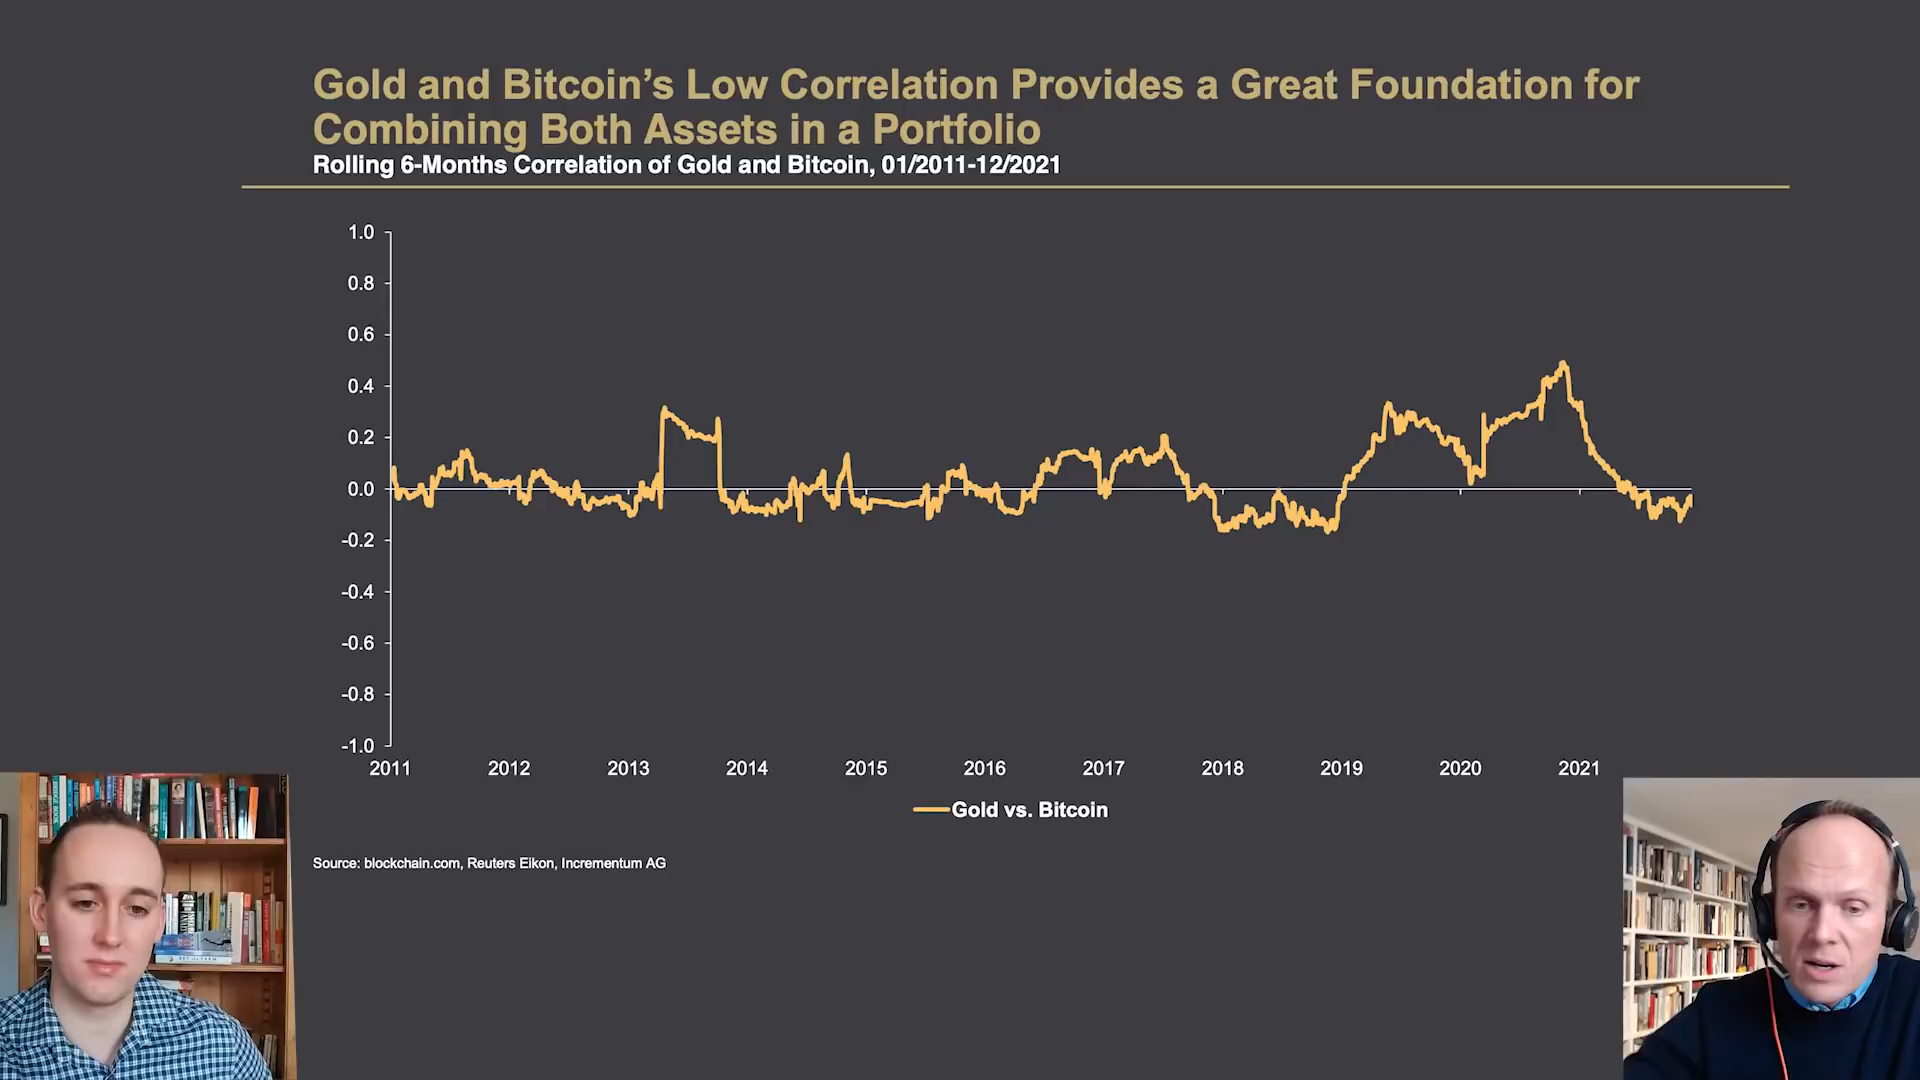 Gold and Bitcoin's Low Correlation Provides a Great Foundation for
Combining Both Assets in a Portfolio
Rolling 6-Months Correlation of Gold and Bitcoin, 01/2011-12/2021
1.0
0.8
0.6
0.4
0.2
0.0
-0.2
-0.4
-0.6
-0.8
-1.0
2011 2012 2013 2014 2015 2016 2017 2018 2019 2020 2021
Gold vs. Bitcoin
Source: blockchain.com, Reuters Eikon, Incrementum AG